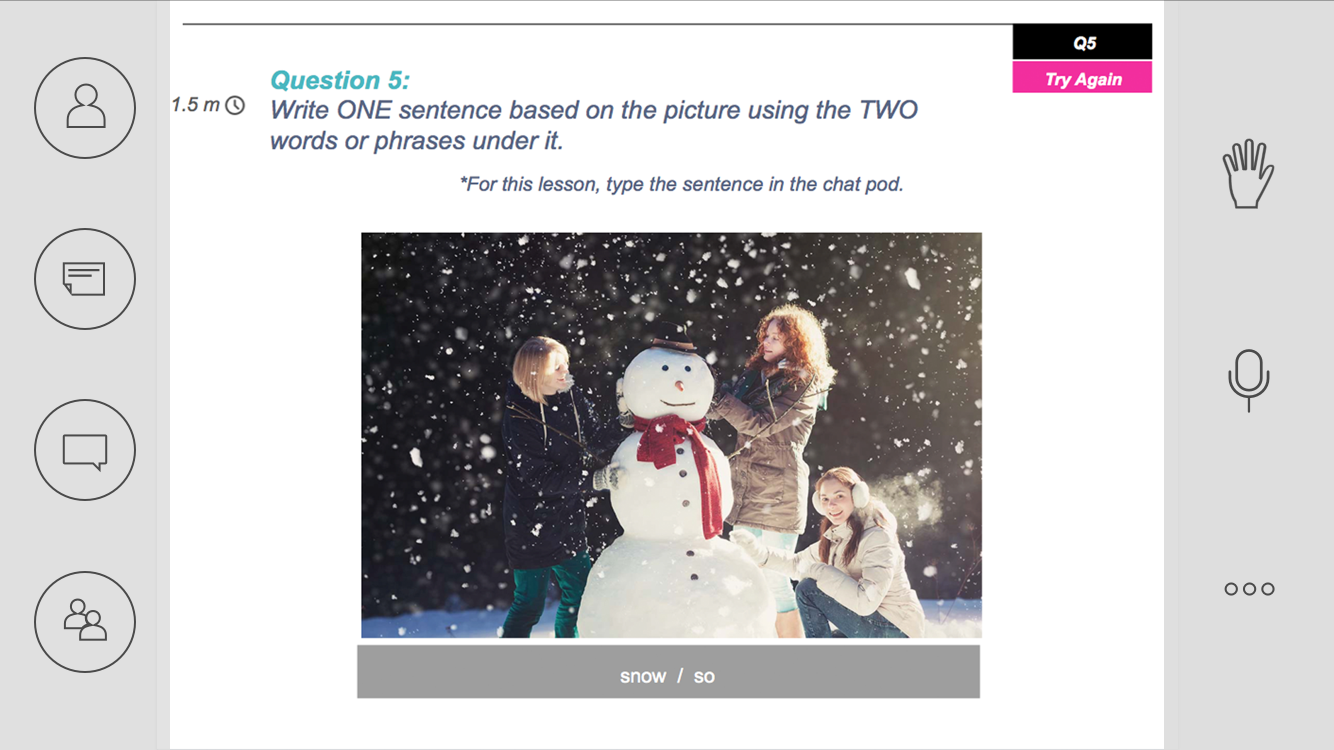 Q5
Try Again
Question 5:
1.5 m
Write ONE sentence based on the picture using the TWO
words or phrases under it.
*For this lesson, type the sentence in the chat pod.
snow / so